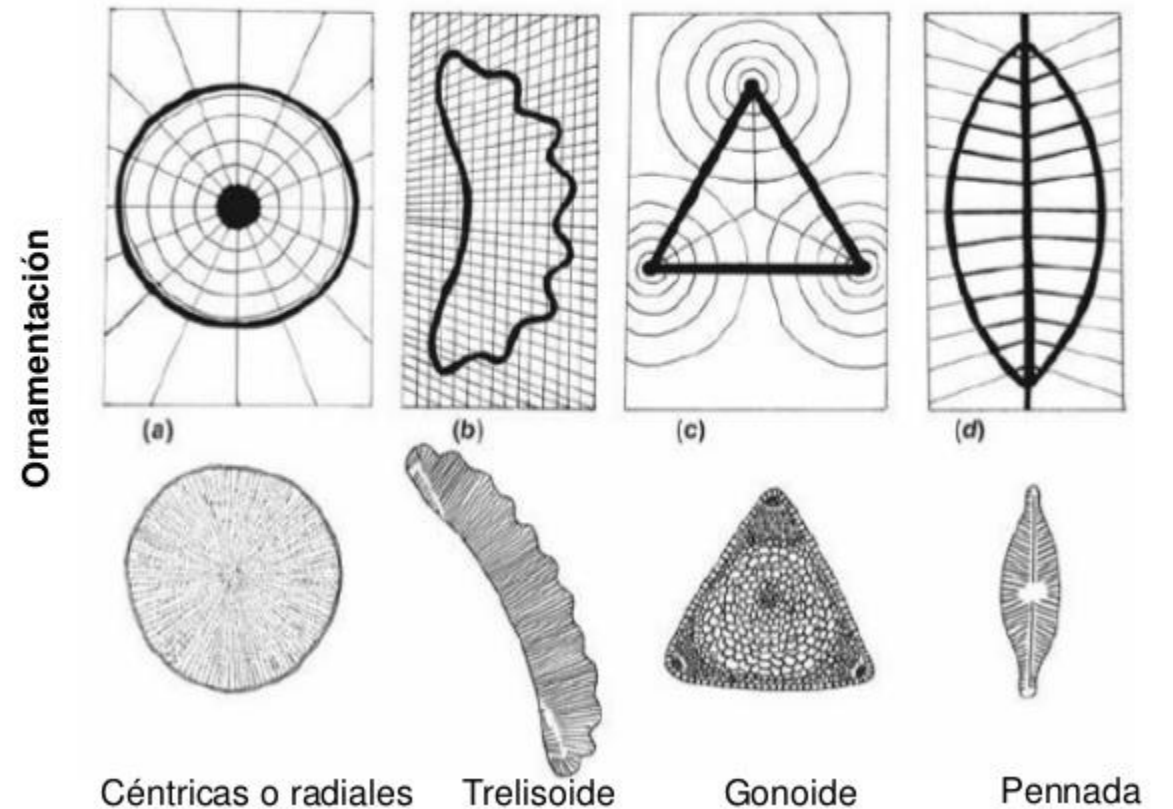 Ornamentación
(a)
(b)
(c)
(d)
Céntricas o radiales
Trelisoide
Gonoide
Pennada